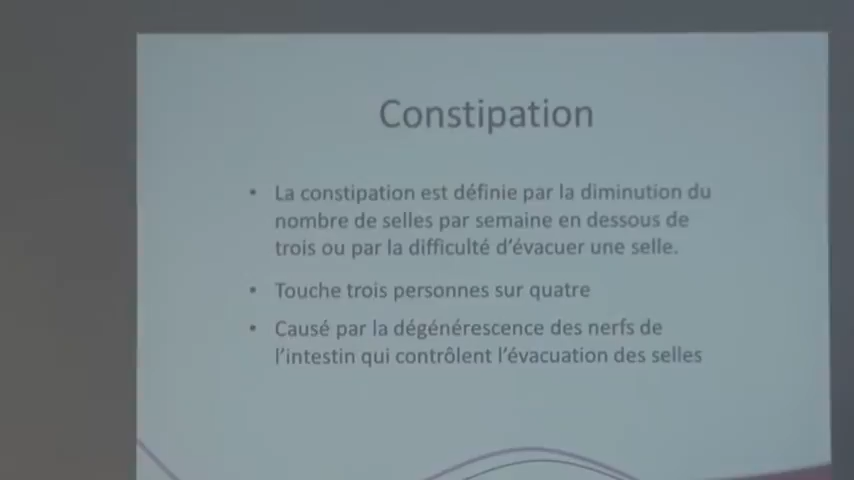 Constipation
• La constipation est définie par la diminution du
nombre de selles par semaine en dessous de
trois ou par la difficulté d'évacuer une selle.
• Touche trois personnes sur quatre
• Causé par la dégénérescence des nerfs de
l'intestin qui contrôlent l'évacuation des selles